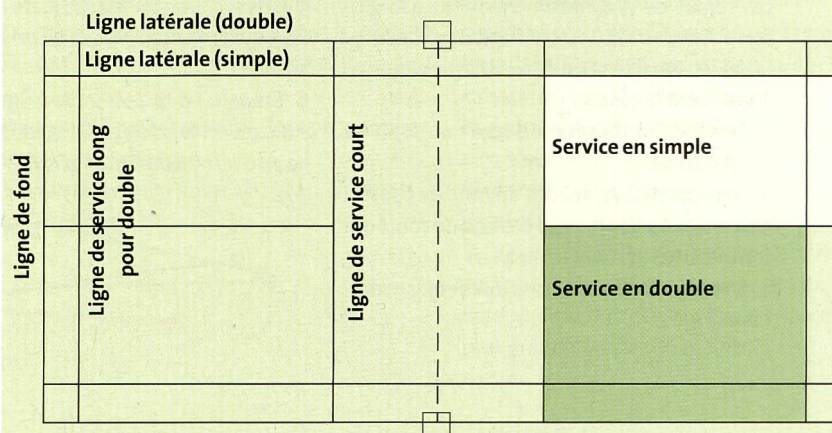 Ligne latérale (double)
Ligne latérale (simple)
Ligne de fond
Ligne de service long
pour double
Ligne de service court
Service en simple
Service en double